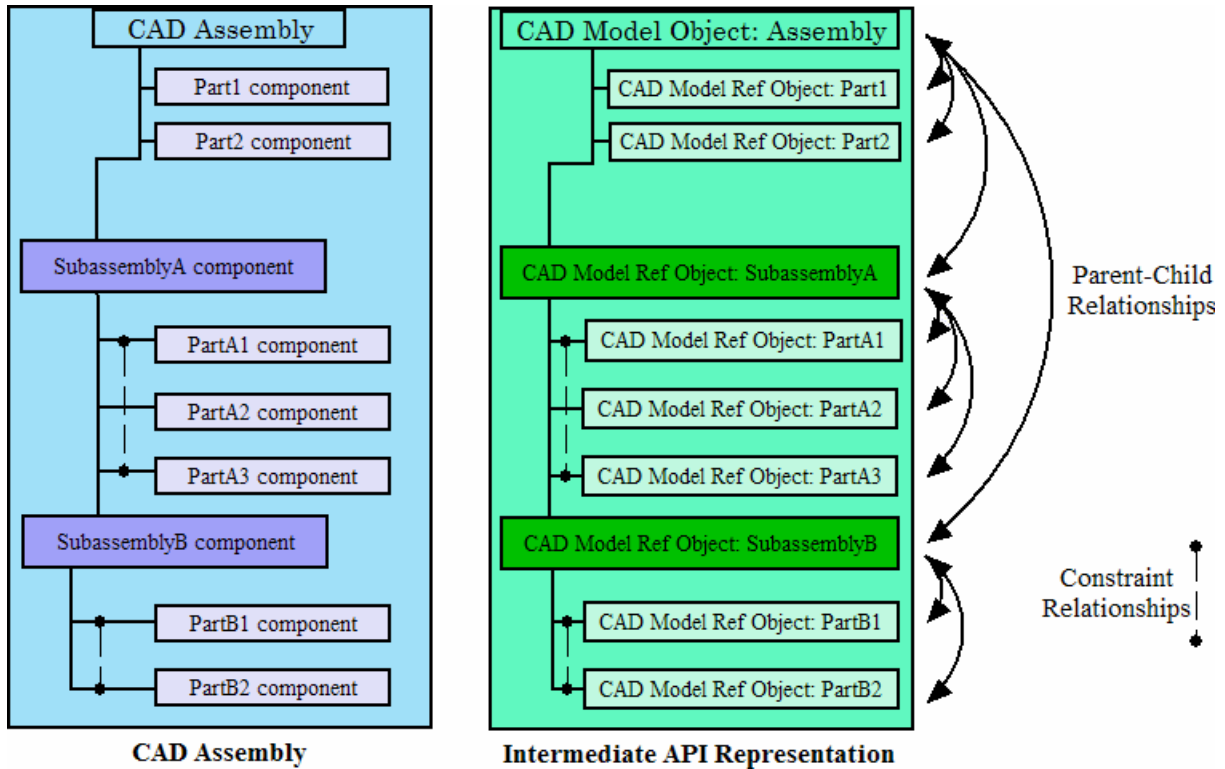 CAD Assembly
Part1 component
Part2 component
SubassemblyA component
PartA1 component
PartA2 component
PartA3 component
SubassemblyB component
PartB1 component
PartB2 component
CAD Assembly
CAD Model Object: Assembly
CAD Model Ref Object: Part1
CAD Model Ref Object: Part2
CAD Model Ref Object: SubassemblyA
CAD Model Ref Object: PartA1
CAD Model Ref Object: PartA2
CAD Model Ref Object: PartA3
CAD Model Ref Object: SubassemblyB
CAD Model Ref Object: PartB1
CAD Model Ref Object: PartB2
Intermediate API Representation
Parent-Child
Relationships
Constraint
Relationships